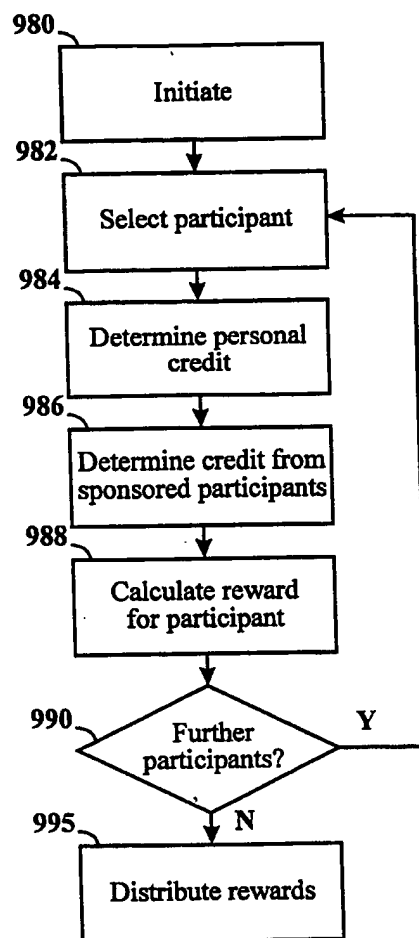 980
Initiate
982
Select participant
984
Determine personal
credit
986
Determine credit from
sponsored participants
988
Calculate reward
for participant
990
Further
participants?
Y
N
995
Distribute rewards